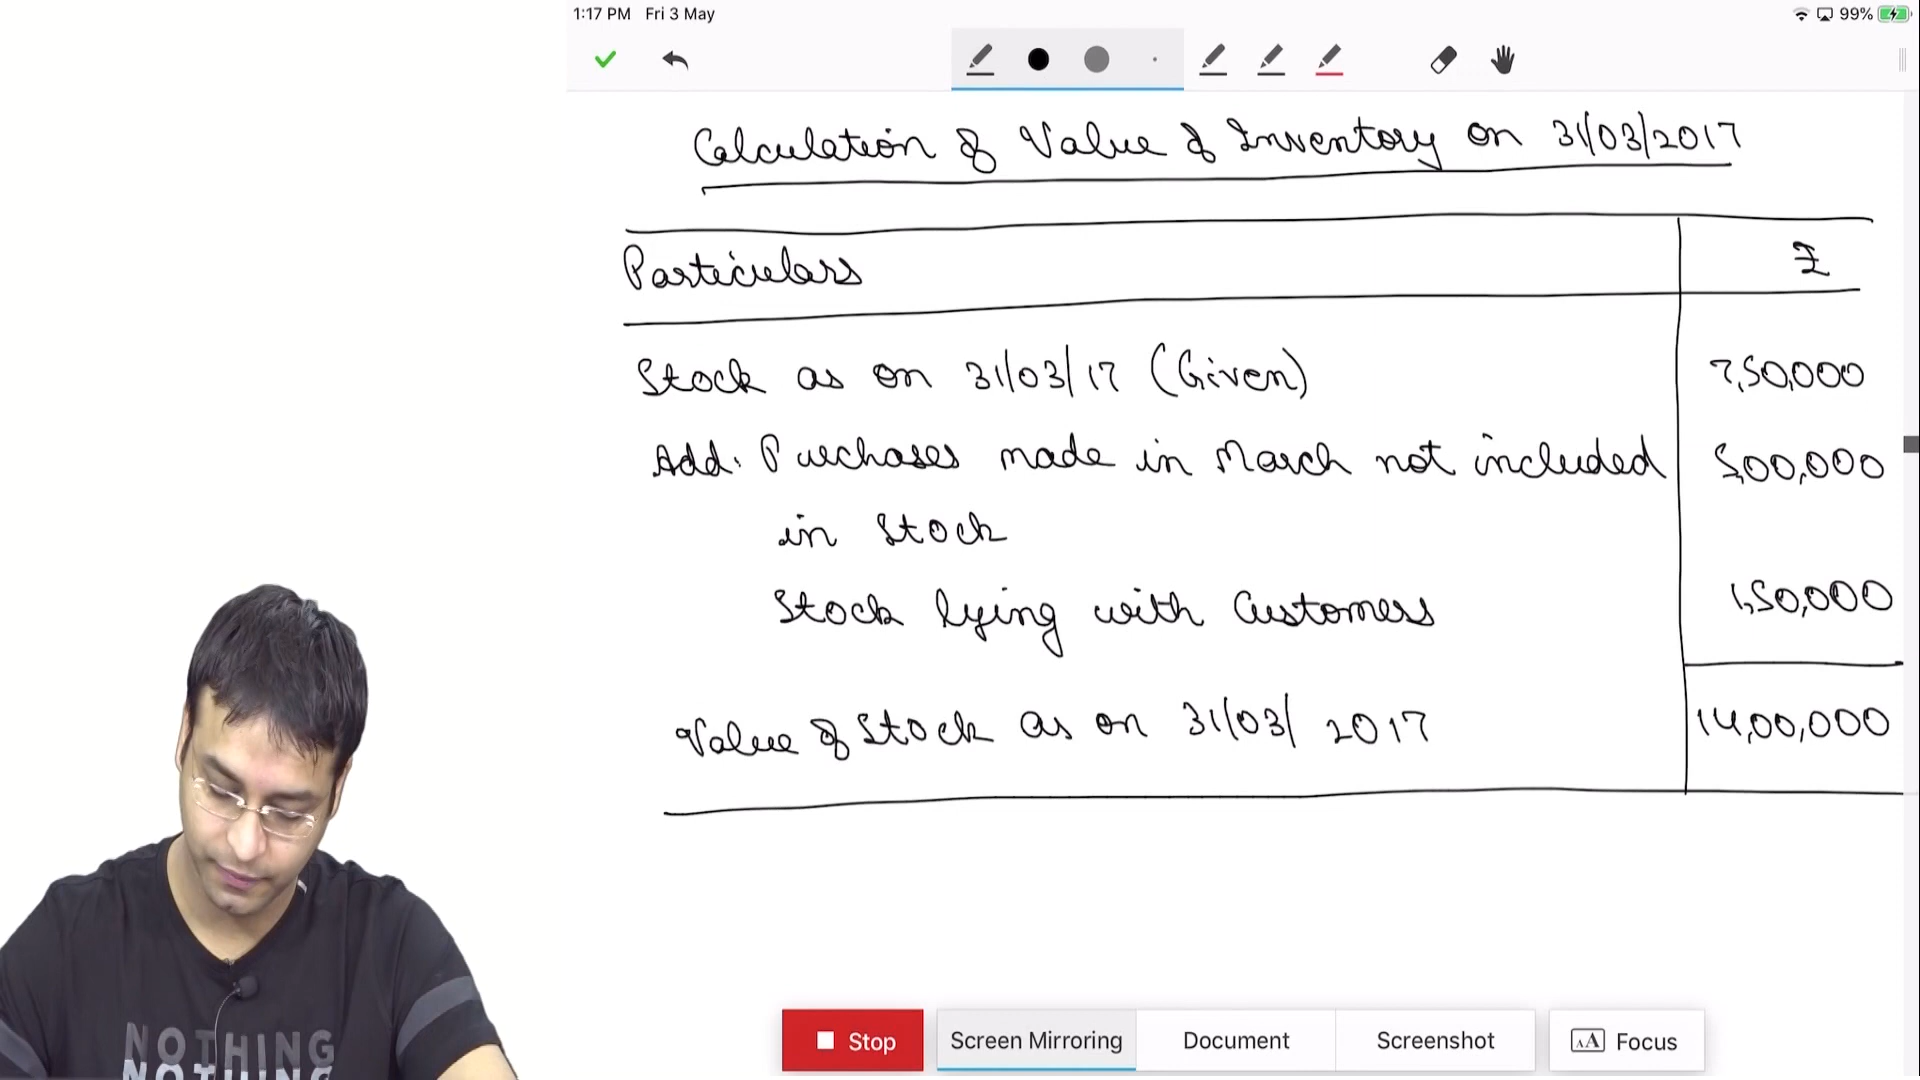 1:17 PM Fri 3 May 99%
Calculation of Value of Inventory on 31/03/2017
Particulars ₹
Stock as on 31/03/17 (Given) 7,50,000
Add: Purchases made in March not included 5,00,000
in Stock
Stock lying with Customers 1,50,000
Value of Stock as on 31/03/2017 14,00,000
NOTHING
NOTHING
Stop Screen Mirroring Document Screenshot AA Focus